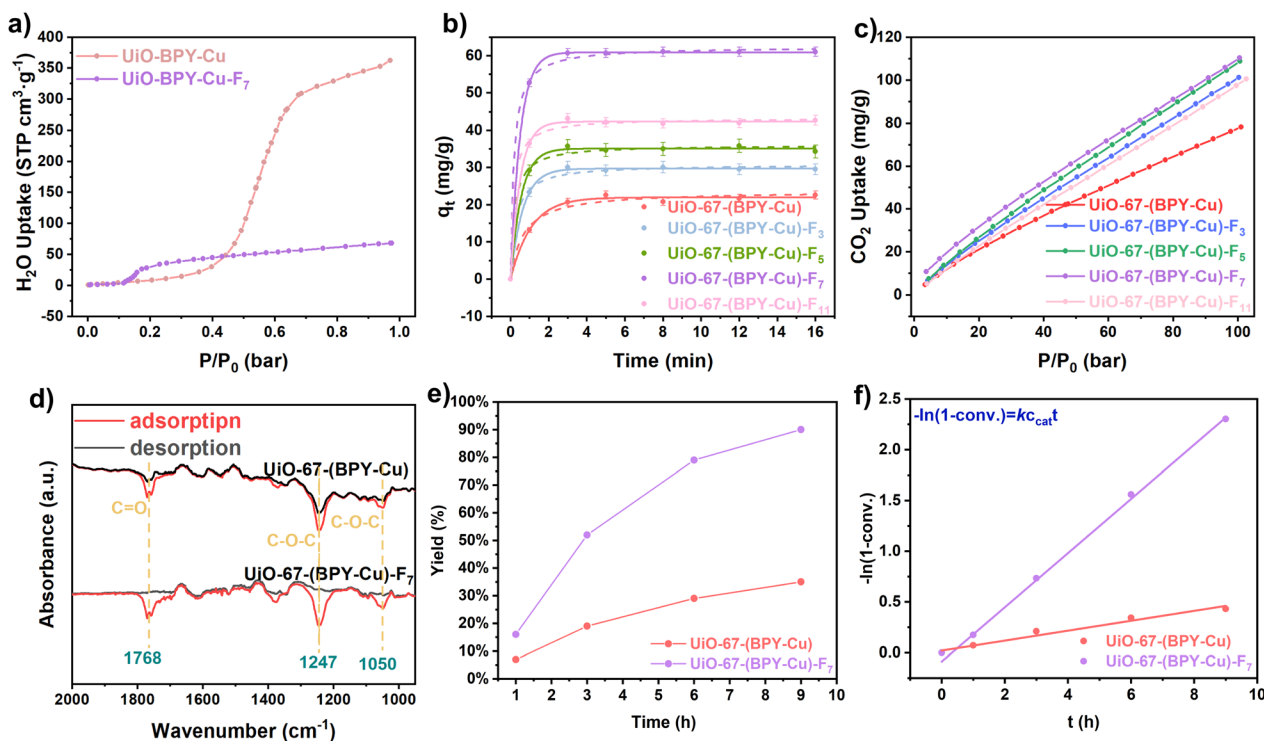 a)
400
350
300
250
200
150
100
50
0
-50
H₂O Uptake (STP cm³·g⁻¹)
UiO-BPY-Cu
UiO-BPY-Cu-F₇
0.0 0.2 0.4 0.6 0.8 1.0
P/P₀ (bar)
b)
60
50
40
30
20
10
0
-10
qₜ (mg/g)
UiO-67-(BPY-Cu)
UiO-67-(BPY-Cu)-F₃
UiO-67-(BPY-Cu)-F₅
UiO-67-(BPY-Cu)-F₇
UiO-67-(BPY-Cu)-F₁₁
0 2 4 6 8 10 12 14 16
Time (min)
c)
120
100
80
60
40
20
0
CO₂ Uptake (mg/g)
UiO-67-(BPY-Cu)
UiO-67-(BPY-Cu)-F₃
UiO-67-(BPY-Cu)-F₅
UiO-67-(BPY-Cu)-F₇
UiO-67-(BPY-Cu)-F₁₁
0 20 40 60 80 100
P/P₀ (bar)
d)
adsorptipn
desorption
UiO-67-(BPY-Cu)
C=O
C-O-C
C-O-C
UiO-67-(BPY-Cu)-F₇
1768
1247
1050
Absorbance (a.u.)
2000 1800 1600 1400 1200 1000
Wavenumber (cm⁻¹)
e)
100%
90%
80%
70%
60%
50%
40%
30%
20%
10%
0%
Yield (%)
UiO-67-(BPY-Cu)
UiO-67-(BPY-Cu)-F₇
1 2 3 4 5 6 7 8 9 10
Time (h)
f)
-ln(1-conv.)=kc_cat t
2.5
2.0
1.5
1.0
0.5
0.0
-ln(1-conv.)
UiO-67-(BPY-Cu)
UiO-67-(BPY-Cu)-F₇
0 2 4 6 8 10
t (h)